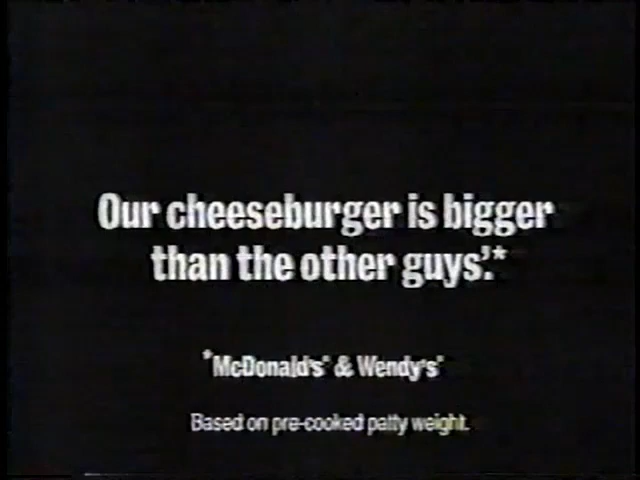 Our cheeseburger is bigger
than the other guys'.*
*McDonald's® & Wendy's®
Based on pre-cooked patty weight.